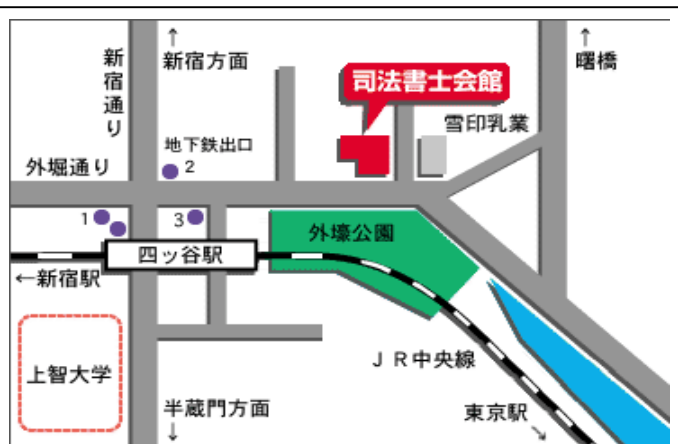 新宿通り
↑
新宿方面
司法書士会館
↑
曙橋
雪印乳業
地下鉄出口
2
外堀通り
1
3
外壕公園
四ッ谷駅
←新宿駅
上智大学
JR中央線
半蔵門方面
↓
東京駅
↘